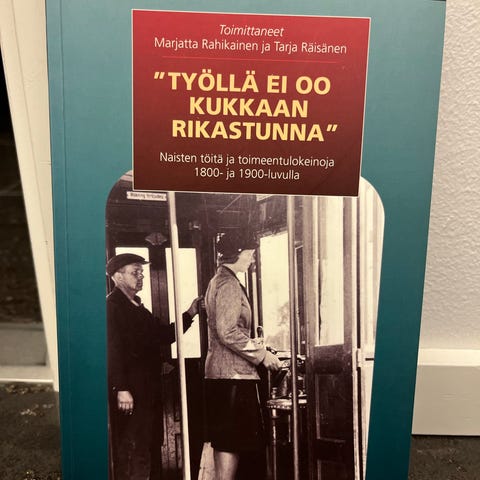 Toimittaneet
Marjatta Rahikainen ja Tarja Räisänen
"TYÖLLÄ EI OO
KUKKAAN
RIKASTUNNA"
Naisten töitä ja toimeentulokeinoja
1800- ja 1900-luvulla